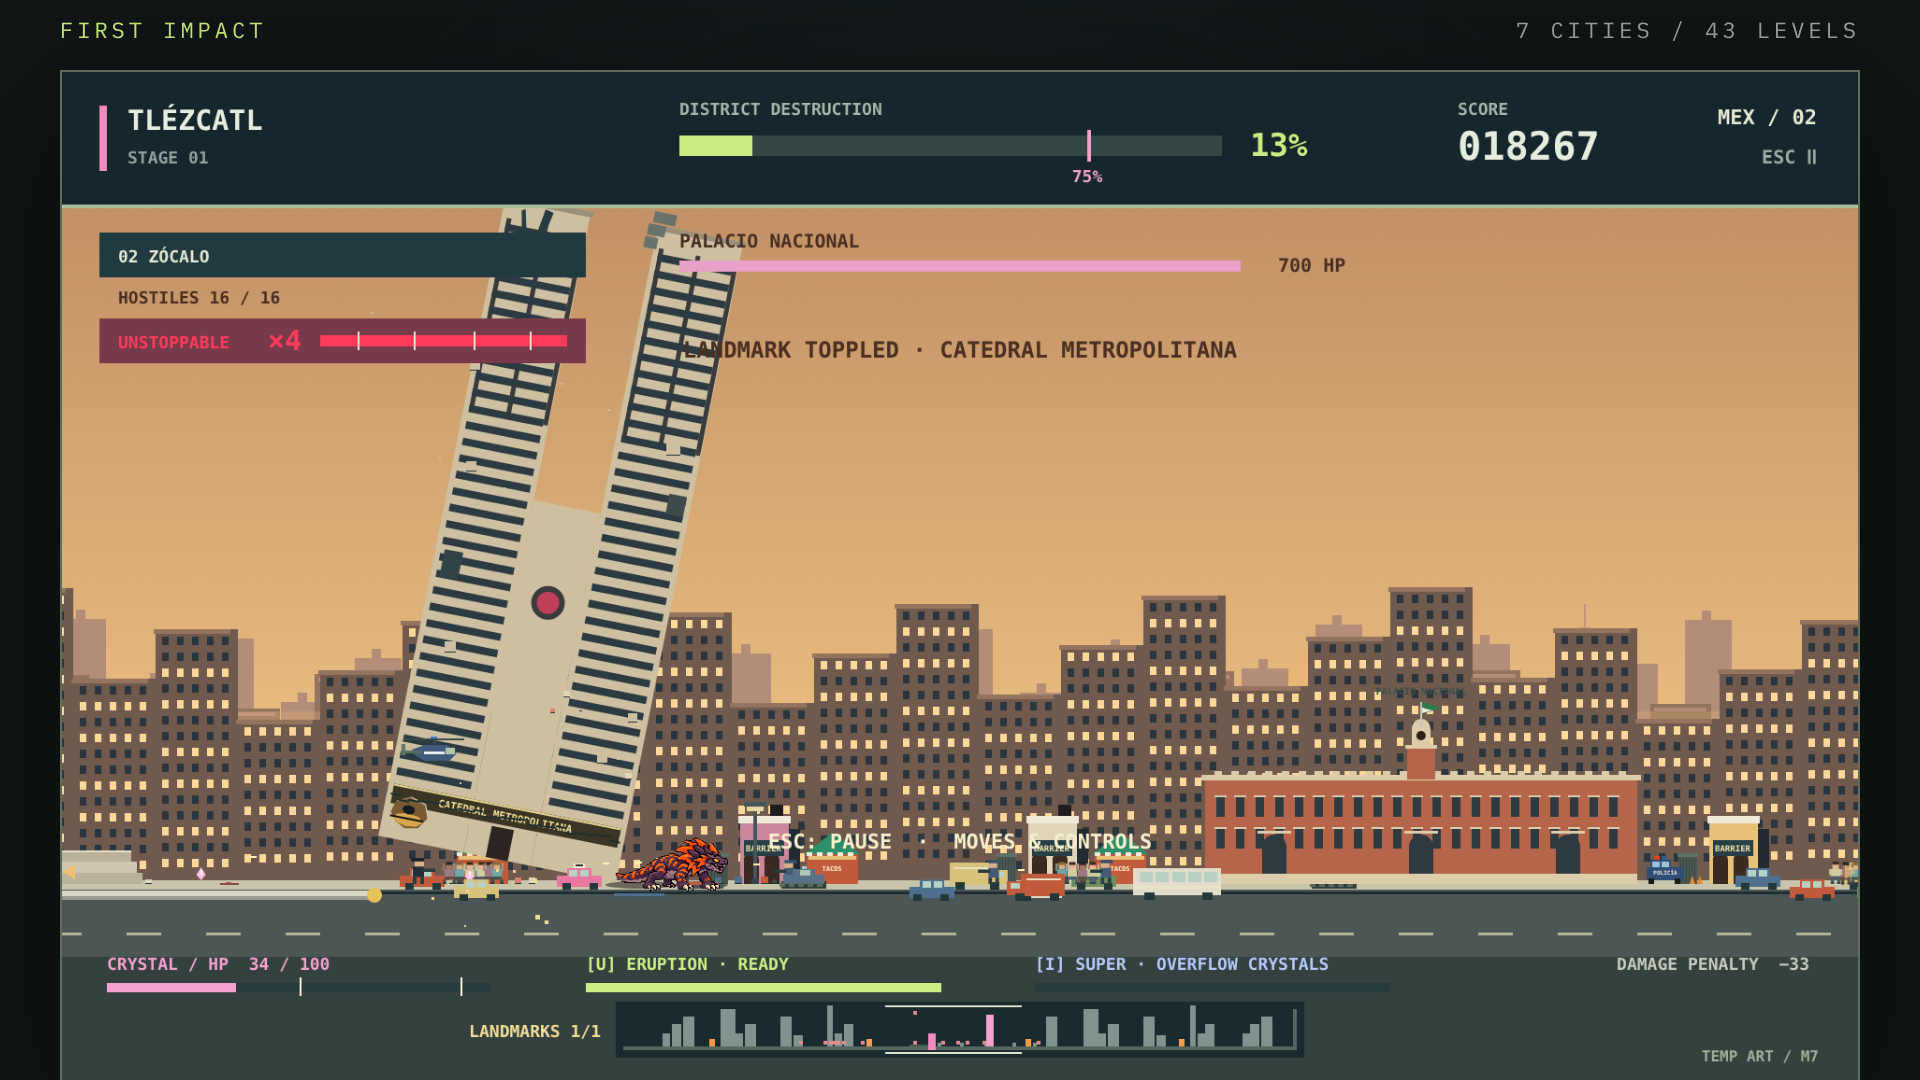 FIRST IMPACT
7 CITIES / 43 LEVELS
TLÉZCATL
STAGE 01
DISTRICT DESTRUCTION
13%
75%
SCORE
018267
MEX / 02
ESC II
02 ZÓCALO
HOSTILES 16 / 16
UNSTOPPABLE ×4
PALACIO NACIONAL
700 HP
LANDMARK TOPPLED · CATEDRAL METROPOLITANA
PALACIO NACIONAL
CATEDRAL METROPOLITANA
ESC: PAUSE · MOVES & CONTROLS
BARRIER
BARRIER
BARRIER
TACOS
TACOS
POLICÍA
CRYSTAL / HP 34 / 100
[U] ERUPTION · READY
[I] SUPER · OVERFLOW CRYSTALS
DAMAGE PENALTY −33
LANDMARKS 1/1
TEMP ART / M7